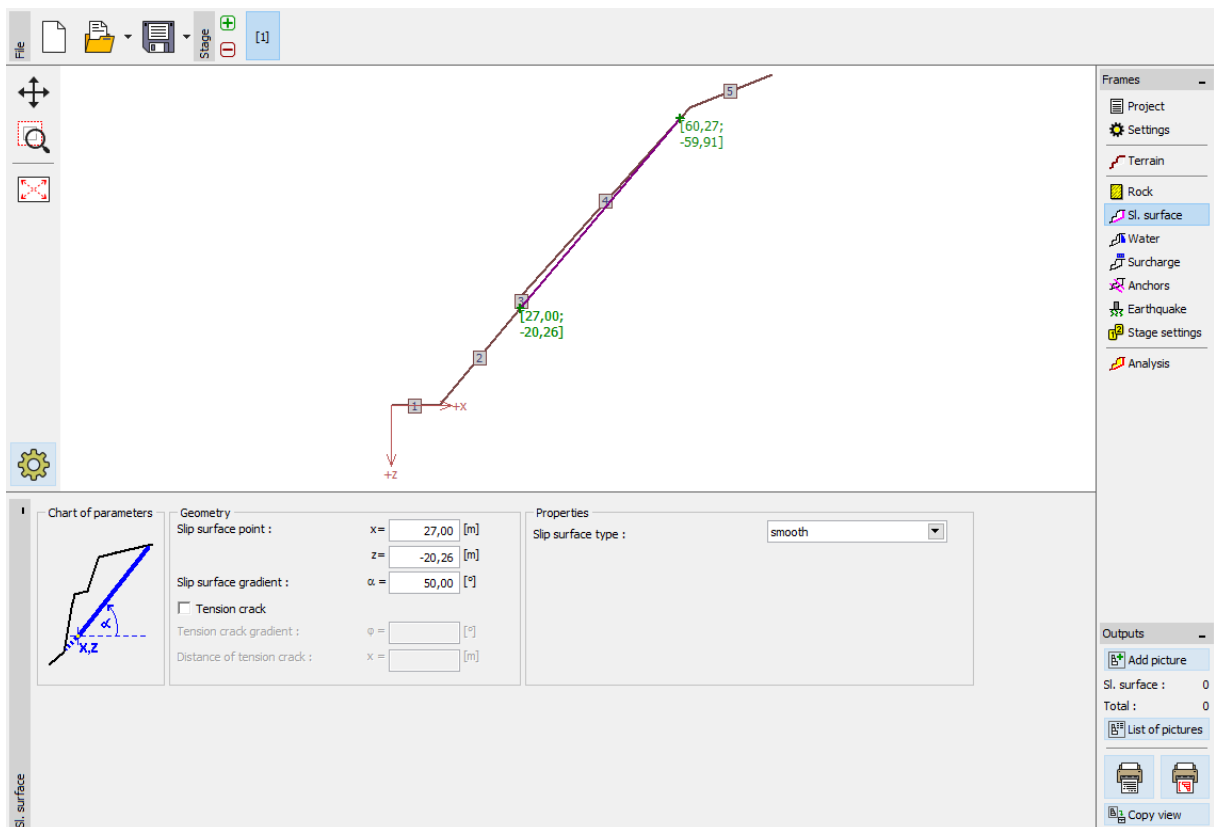 File
Stage
[1]
Frames
Project
Settings
Terrain
Rock
Sl. surface
Water
Surcharge
Anchors
Earthquake
Stage settings
Analysis
5
[60,27;
-59,91]
4
3
[27,00;
-20,26]
2
1
+x
+z
Chart of parameters
α
x,z
Geometry
Slip surface point :
x= 27,00 [m]
z= -20,26 [m]
Slip surface gradient : α = 50,00 [°]
Tension crack
Tension crack gradient : φ = [°]
Distance of tension crack : x = [m]
Properties
Slip surface type : smooth
Sl. surface
Outputs
Add picture
Sl. surface : 0
Total : 0
List of pictures
Copy view